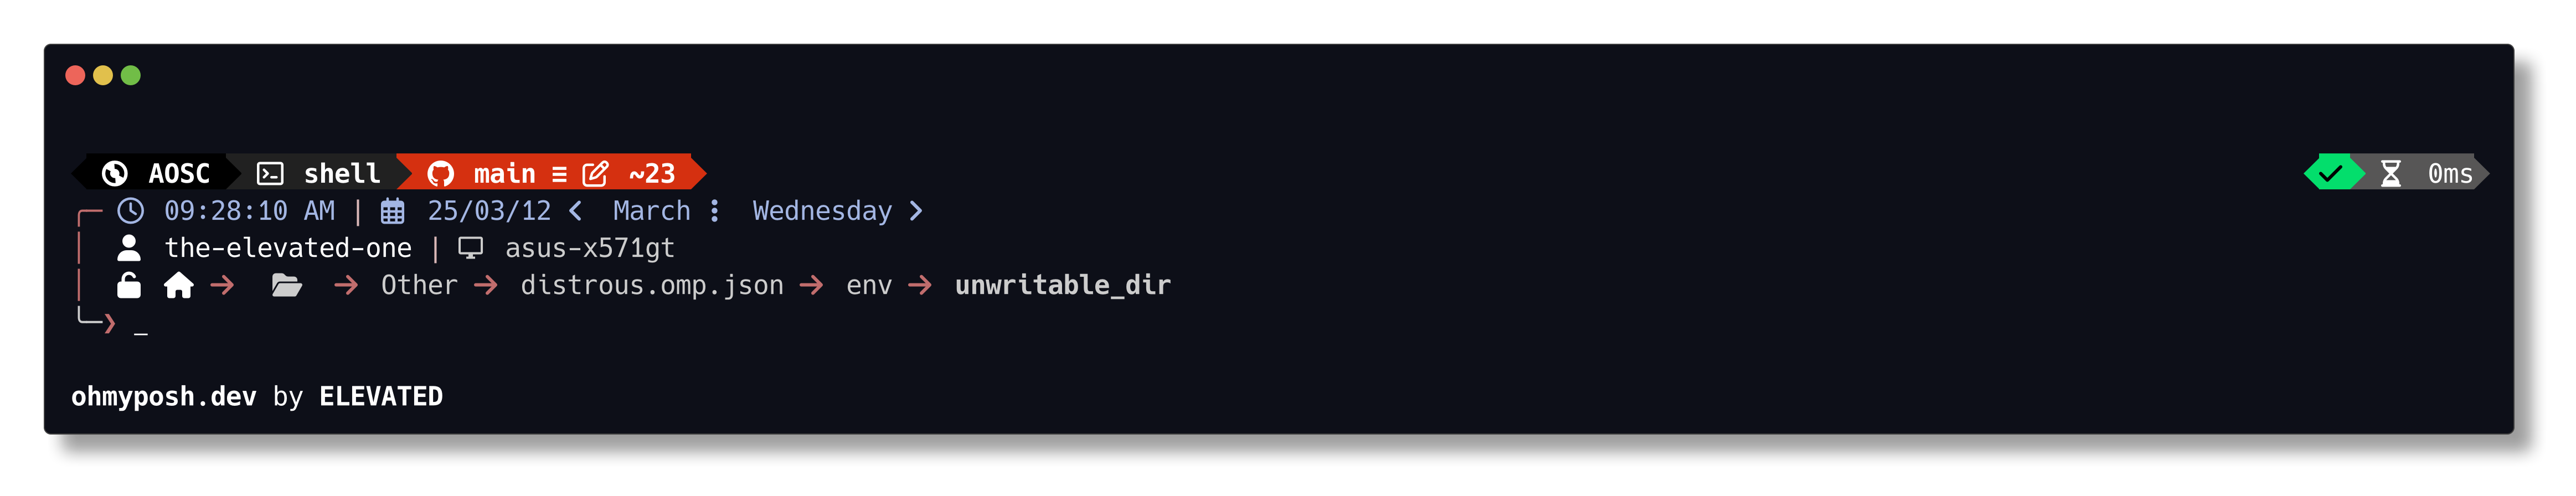 AOSC shell main ≡ ~23 0ms
09:28:10 AM | 25/03/12 < March ⋮ Wednesday >
the-elevated-one | asus-x571gt
→ → Other → distrous.omp.json → env → unwritable_dir
❯ _
ohmyposh.dev by ELEVATED